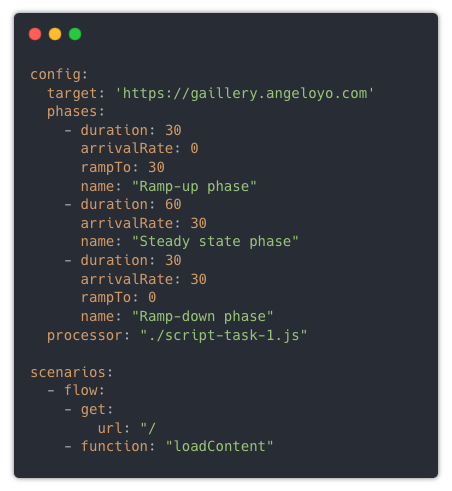 config:
  target: 'https://gaillery.angeloyo.com'
  phases:
    - duration: 30
      arrivalRate: 0
      rampTo: 30
      name: "Ramp-up phase"
    - duration: 60
      arrivalRate: 30
      name: "Steady state phase"
    - duration: 30
      arrivalRate: 30
      rampTo: 0
      name: "Ramp-down phase"
  processor: "./script-task-1.js"

scenarios:
  - flow:
    - get:
        url: "/
    - function: "loadContent"